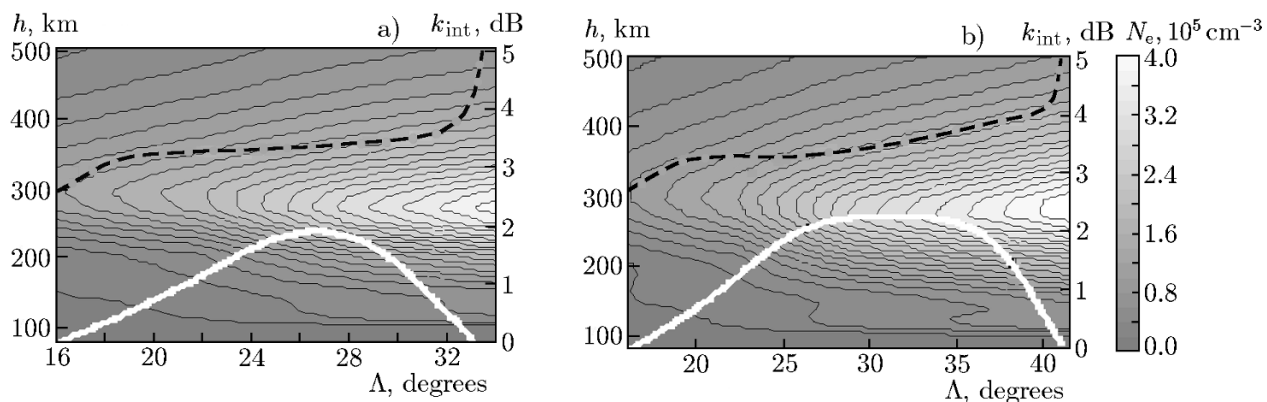 h, km a) k_int, dB
500 5
400 4
300 3
2
200 1
100 0
16 20 24 28 32
Λ, degrees
h, km b) k_int, dB N_e, 10^5 cm^−3
500 5 4.0
400 4 3.2
300 3 2.4
2 1.6
200 1 0.8
100 0 0.0
20 25 30 35 40
Λ, degrees